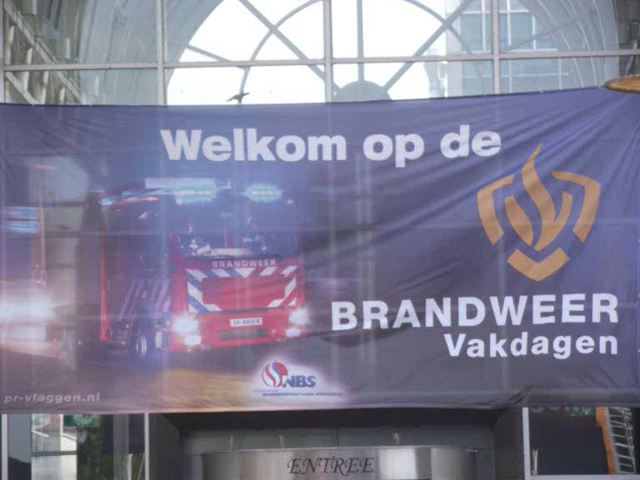 Welkom op de
BRANDWEER
BRANDWEER
Vakdagen
NBS
pr-vlaggen.nl
ENTREE